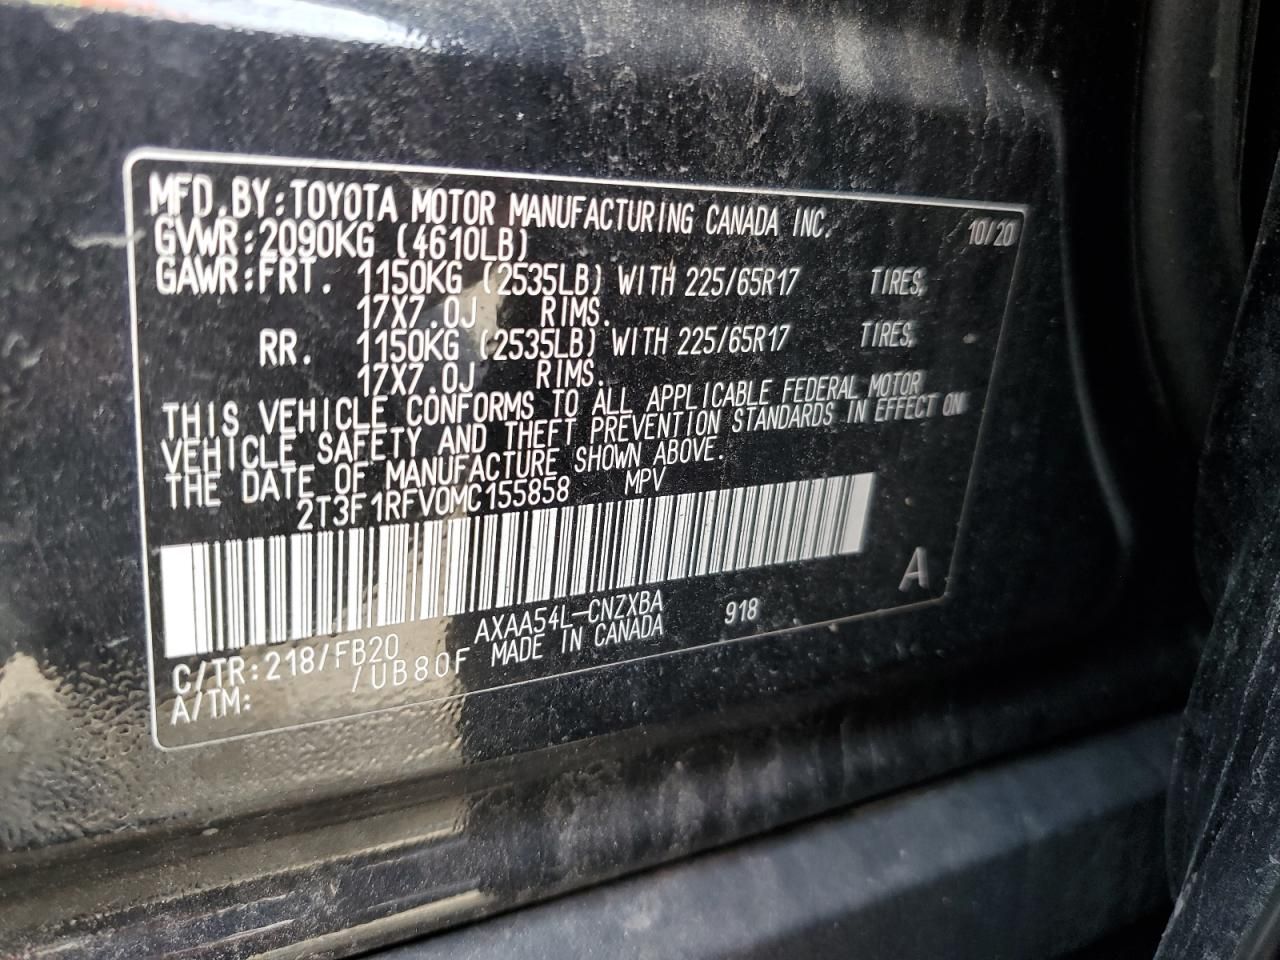 MFD.BY:TOYOTA MOTOR MANUFACTURING CANADA INC. 10/20
GVWR:2090KG (4610LB)
GAWR:FRT. 1150KG (2535LB) WITH 225/65R17 TIRES,
17X7.0J RIMS.
RR. 1150KG (2535LB) WITH 225/65R17 TIRES,
17X7.0J RIMS.
THIS VEHICLE CONFORMS TO ALL APPLICABLE FEDERAL MOTOR
VEHICLE SAFETY AND THEFT PREVENTION STANDARDS IN EFFECT ON
THE DATE OF MANUFACTURE SHOWN ABOVE.
2T3F1RFV0MC155858 MPV
A
C/TR:218/FB20 AXAA54L-CNZXBA 918
A/TM: /UB80F MADE IN CANADA